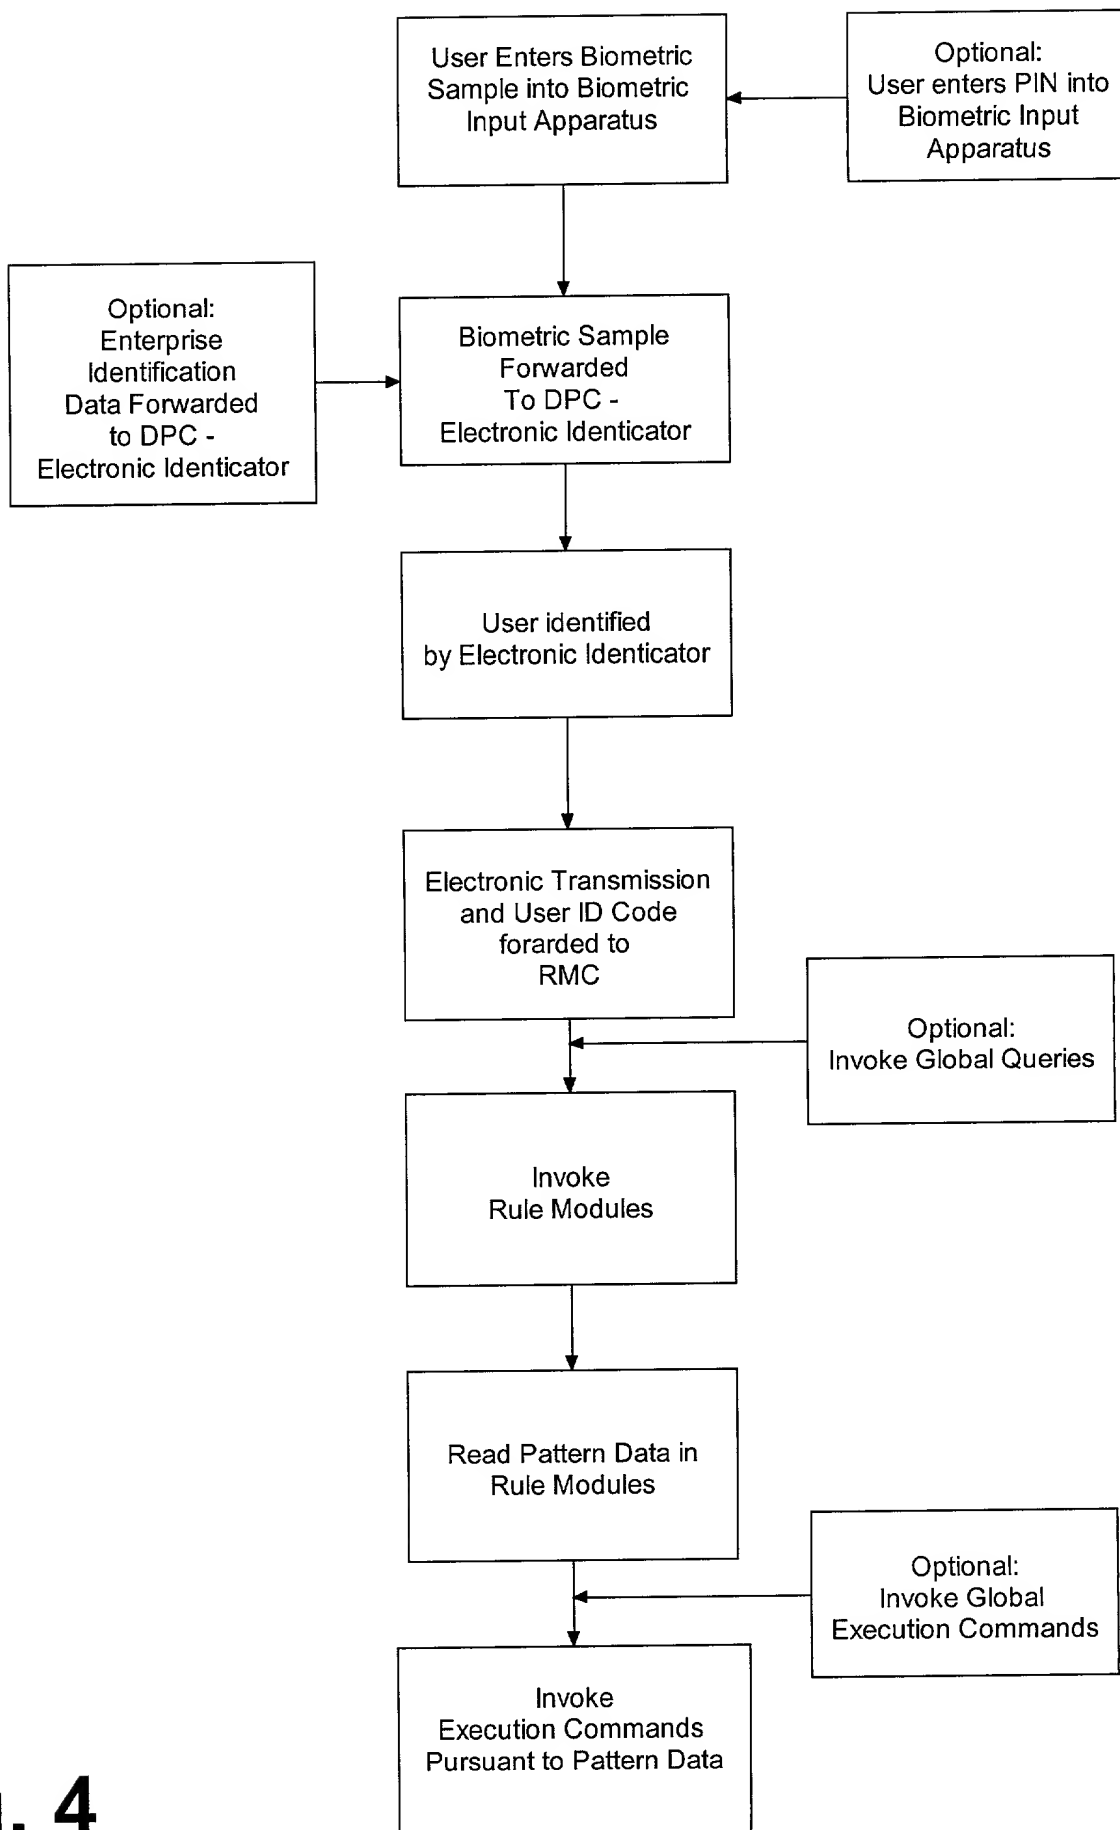 User Enters Biometric
Sample into Biometric
Input Apparatus
Optional:
User enters PIN into
Biometric Input
Apparatus
Optional:
Enterprise
Identification
Data Forwarded
to DPC -
Electronic Identicator
Biometric Sample
Forwarded
To DPC -
Electronic Identicator
User identified
by Electronic Identicator
Electronic Transmission
and User ID Code
forarded to
RMC
Optional:
Invoke Global Queries
Invoke
Rule Modules
Read Pattern Data in
Rule Modules
Optional:
Invoke Global
Execution Commands
Invoke
Execution Commands
Pursuant to Pattern Data
4